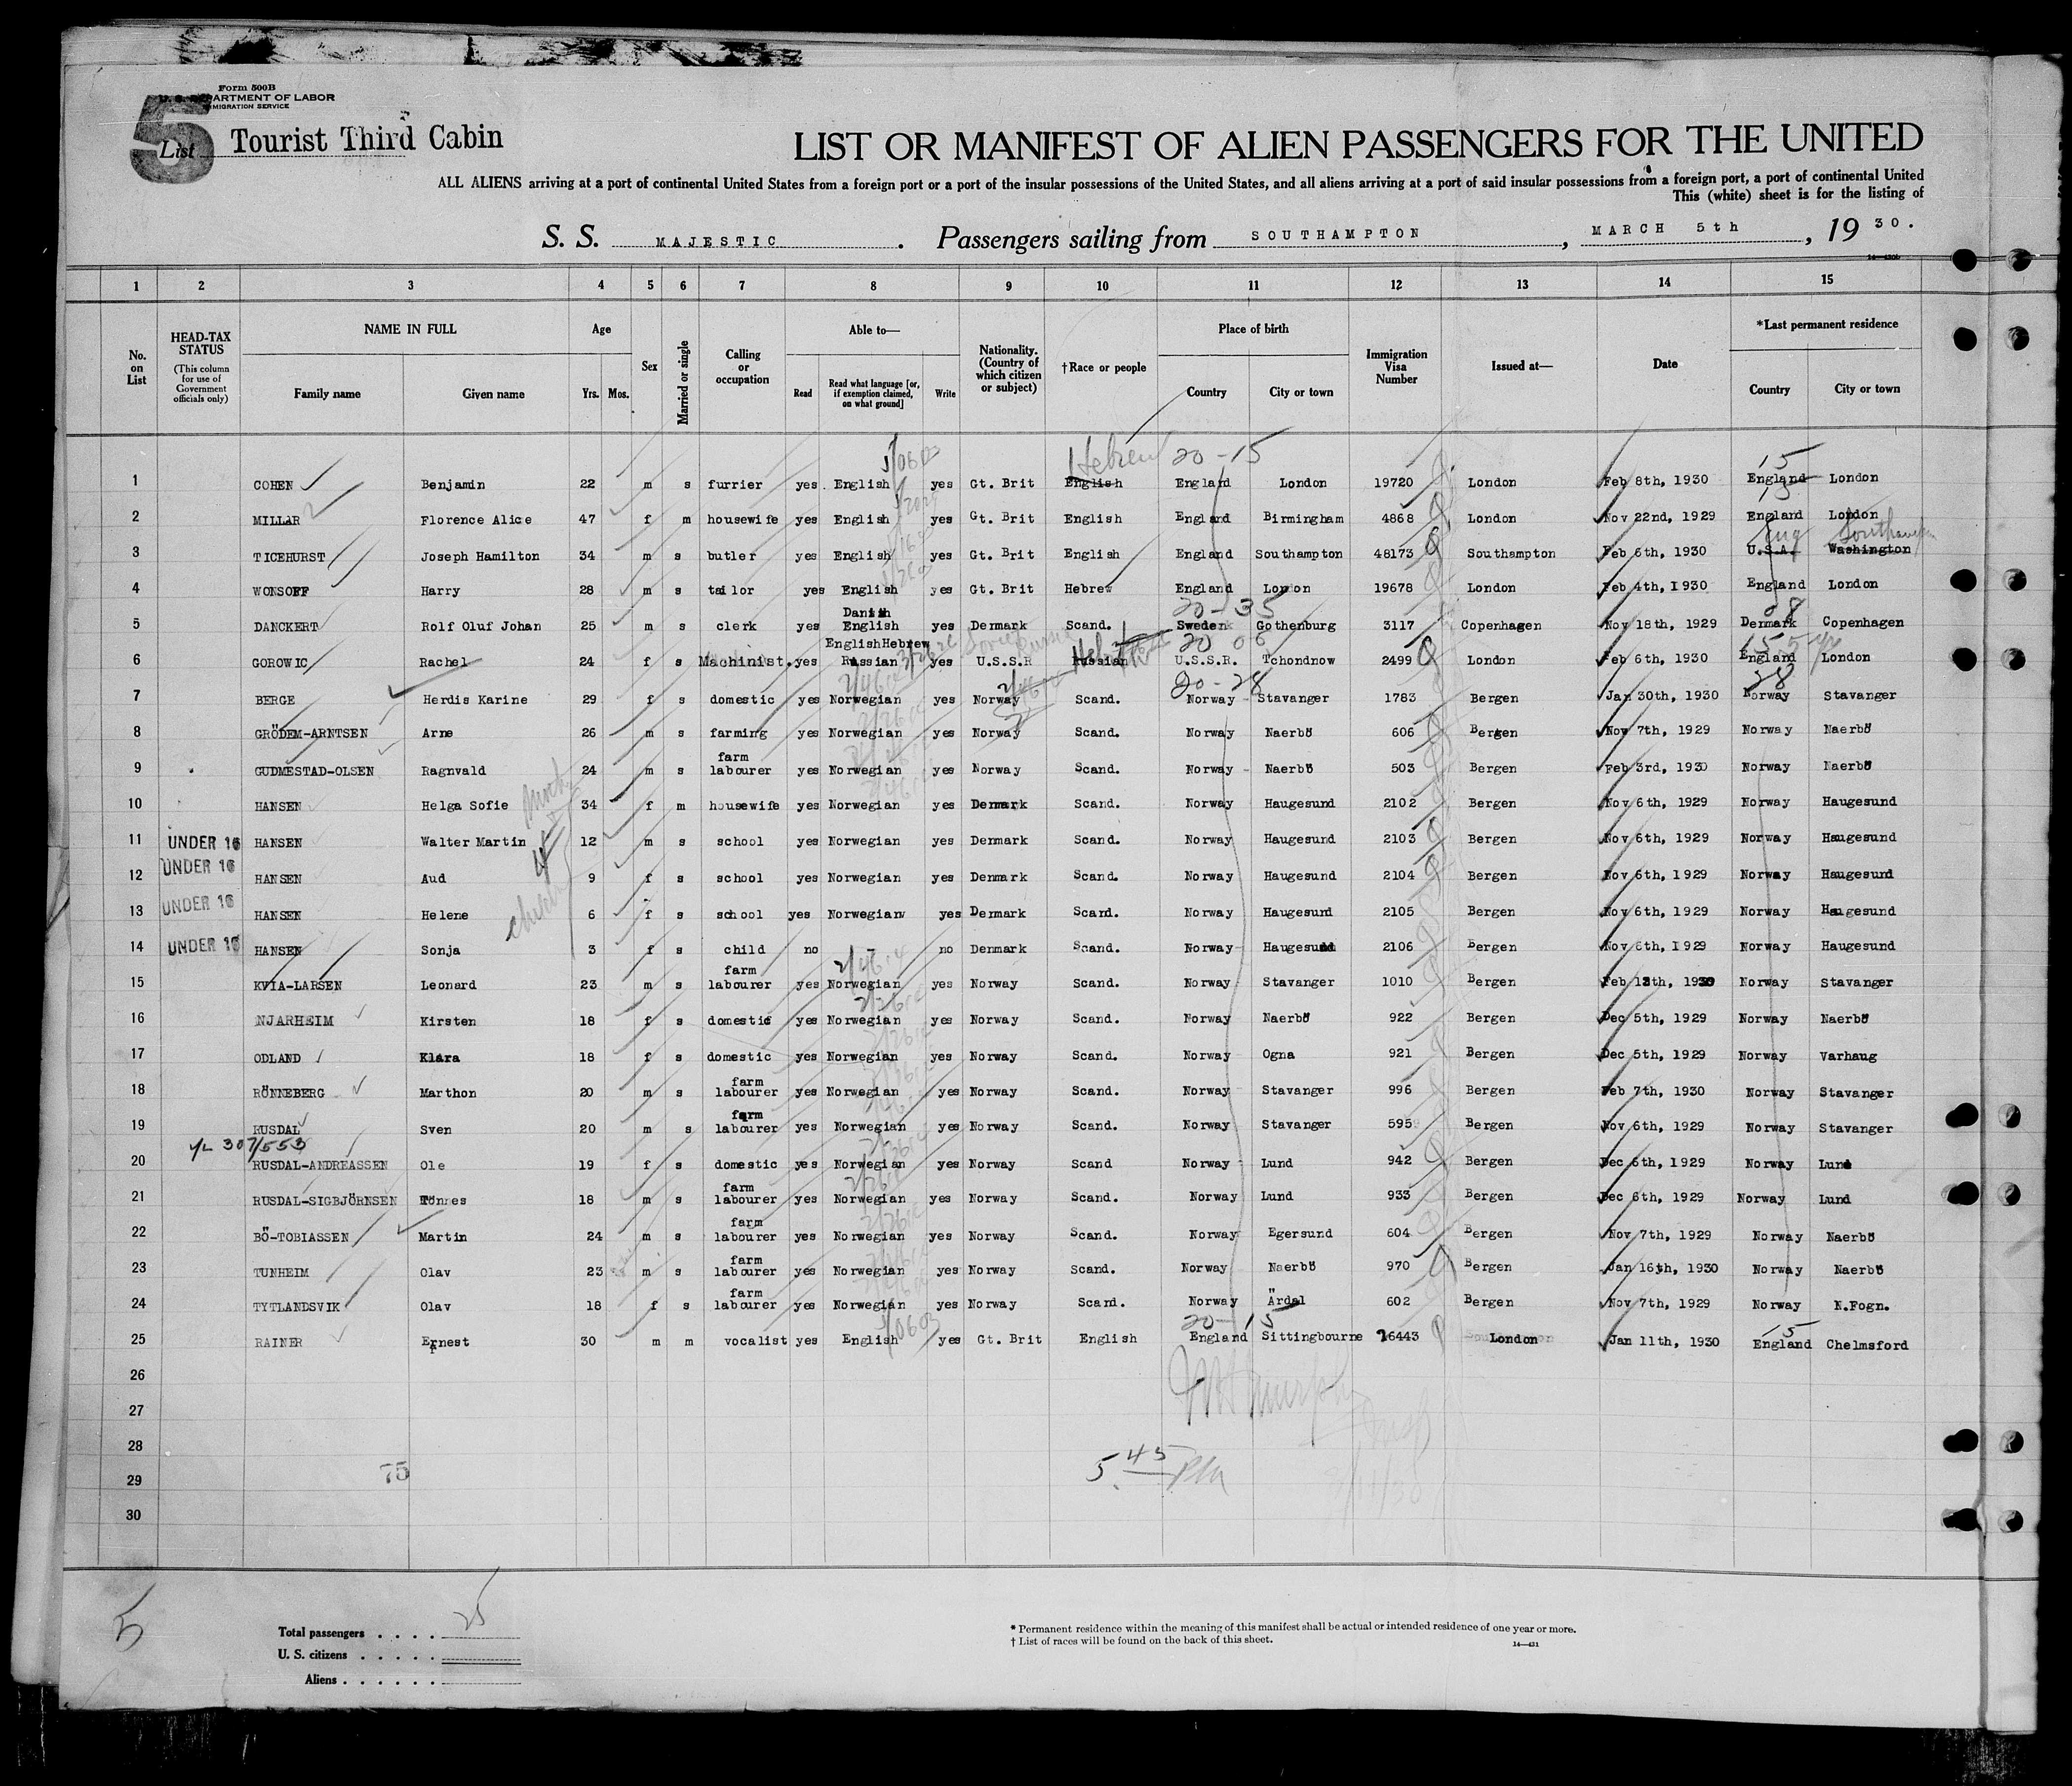 Form 500B
U. S. DEPARTMENT OF LABOR
IMMIGRATION SERVICE
5
List Tourist Third Cabin
LIST OR MANIFEST OF ALIEN PASSENGERS FOR THE UNITED
ALL ALIENS arriving at a port of continental United States from a foreign port or a port of the insular possessions of the United States, and all aliens arriving at a port of said insular possessions from a foreign port, a port of continental United
This (white) sheet is for the listing of
S. S. MAJESTIC. Passengers sailing from SOUTHAMPTON, MARCH 5th, 1930.
1 2 3 4 5 6 7 8 9 10 11 12 13 14 15
No. on List
HEAD-TAX STATUS (This column for use of Government officials only)
NAME IN FULL Family name Given name
Age Yrs. Mos.
Sex
Married or single
Calling or occupation
Able to— Read Read what language [or, if exemption claimed, on what ground] Write
Nationality. (Country of which citizen or subject)
†Race or people
Place of birth Country City or town
Immigration Visa Number
Issued at—
Date
*Last permanent residence Country City or town
Hebrew 20-15 15
1 COHEN Benjamin 22 m s furrier yes English yes Gt. Brit English England London 19720 London Feb 8th, 1930 England London
2 MILLAR Florence Alice 47 f m housewife yes English yes Gt. Brit English England Birmingham 4868 London Nov 22nd, 1929 England London
Eng Southampton
3 TICEHURST Joseph Hamilton 34 m s butler yes English yes Gt. Brit English England Southampton 48173 Southampton Feb 6th, 1930 U.S.A. Washington
4 WONSOFF Harry 28 m s tailor yes English yes Gt. Brit Hebrew England London 19678 London Feb 4th, 1930 England London
20-35 08
5 DANCKERT Rolf Oluf Johan 25 m s clerk yes Danish English yes Denmark Scand. Sweden Gothenburg 3117 Copenhagen Nov 18th, 1929 Denmark Copenhagen
20 06
6 GOROWIC Rachel 24 f s Machinist. yes English Hebrew Russian yes U.S.S.R Russian U.S.S.R. Tchondnow 2499 London Feb 6th, 1930 England London
20-28 28
7 BERGE Herdis Karine 29 f s domestic yes Norwegian yes Norway Scand. Norway Stavanger 1783 Bergen Jan 30th, 1930 Norway Stavanger
8 GRÖDEM-ARNTSEN Arne 26 m s farming yes Norwegian yes Norway Scand. Norway Naerbö 606 Bergen Nov 7th, 1929 Norway Naerbö
9 GUDMESTAD-OLSEN Ragnvald 24 m s farm labourer yes Norwegian yes Norway Scand. Norway Naerbö 503 Bergen Feb 3rd, 1930 Norway Naerbö
10 HANSEN Helga Sofie 34 f m housewife yes Norwegian yes Denmark Scand. Norway Haugesund 2102 Bergen Nov 6th, 1929 Norway Haugesund
11 UNDER 16 HANSEN Walter Martin 12 m s school yes Norwegian yes Denmark Scand. Norway Haugesund 2103 Bergen Nov 6th, 1929 Norway Haugesund
12 UNDER 16 HANSEN Aud 9 f s school yes Norwegian yes Denmark Scand. Norway Haugesund 2104 Bergen Nov 6th, 1929 Norway Haugesund
13 UNDER 16 HANSEN Helene 6 f s school yes Norwegian yes Denmark Scand. Norway Haugesund 2105 Bergen Nov 6th, 1929 Norway Haugesund
14 UNDER 16 HANSEN Sonja 3 f s child no - no Denmark Scand. Norway Haugesund 2106 Bergen Nov 6th, 1929 Norway Haugesund
15 KVIA-LARSEN Leonard 23 m s farm labourer yes Norwegian yes Norway Scand. Norway Stavanger 1010 Bergen Feb 13th, 1930 Norway Stavanger
16 NJARHEIM Kirsten 18 f s domestic yes Norwegian yes Norway Scand. Norway Naerbö 922 Bergen Dec 5th, 1929 Norway Naerbö
17 ODLAND Klara 18 f s domestic yes Norwegian yes Norway Scand. Norway Ogna 921 Bergen Dec 5th, 1929 Norway Varhaug
18 RÖNNEBERG Marthon 20 m s farm labourer yes Norwegian yes Norway Scand. Norway Stavanger 996 Bergen Feb 7th, 1930 Norway Stavanger
19 RUSDAL Sven 20 m s farm labourer yes Norwegian yes Norway Scand. Norway Stavanger 595 Bergen Nov 6th, 1929 Norway Stavanger
307/553
20 RUSDAL-ANDREASSEN Ole 19 f s domestic yes Norwegian yes Norway Scand Norway Lund 942 Bergen Dec 6th, 1929 Norway Lund
21 RUSDAL-SIGBJÖRNSEN Tönnes 18 m s farm labourer yes Norwegian yes Norway Scand. Norway Lund 933 Bergen Dec 6th, 1929 Norway Lund
22 BÖ-TOBIASSEN Martin 24 m s farm labourer yes Norwegian yes Norway Scand. Norway Egersund 604 Bergen Nov 7th, 1929 Norway Naerbö
23 TUNHEIM Olav 23 m s farm labourer yes Norwegian yes Norway Scand. Norway Naerbö 970 Bergen Jan 16th, 1930 Norway Naerbö
24 TYTLANDSVIK Olav 18 f s farm labourer yes Norwegian yes Norway Scand. Norway Ärdal 602 Bergen Nov 7th, 1929 Norway N.Fogn.
20-15 15
25 RAINER Ernest 30 m m vocalist yes English yes Gt. Brit English England Sittingbourne 26443 London Jan 11th, 1930 England Chelmsford
26
27
28
5 45 PM
29 75
30
5
Total passengers . . . . 25
U. S. citizens . . . . .
Aliens . . . . . .
* Permanent residence within the meaning of this manifest shall be actual or intended residence of one year or more.
† List of races will be found on the back of this sheet.
14—431